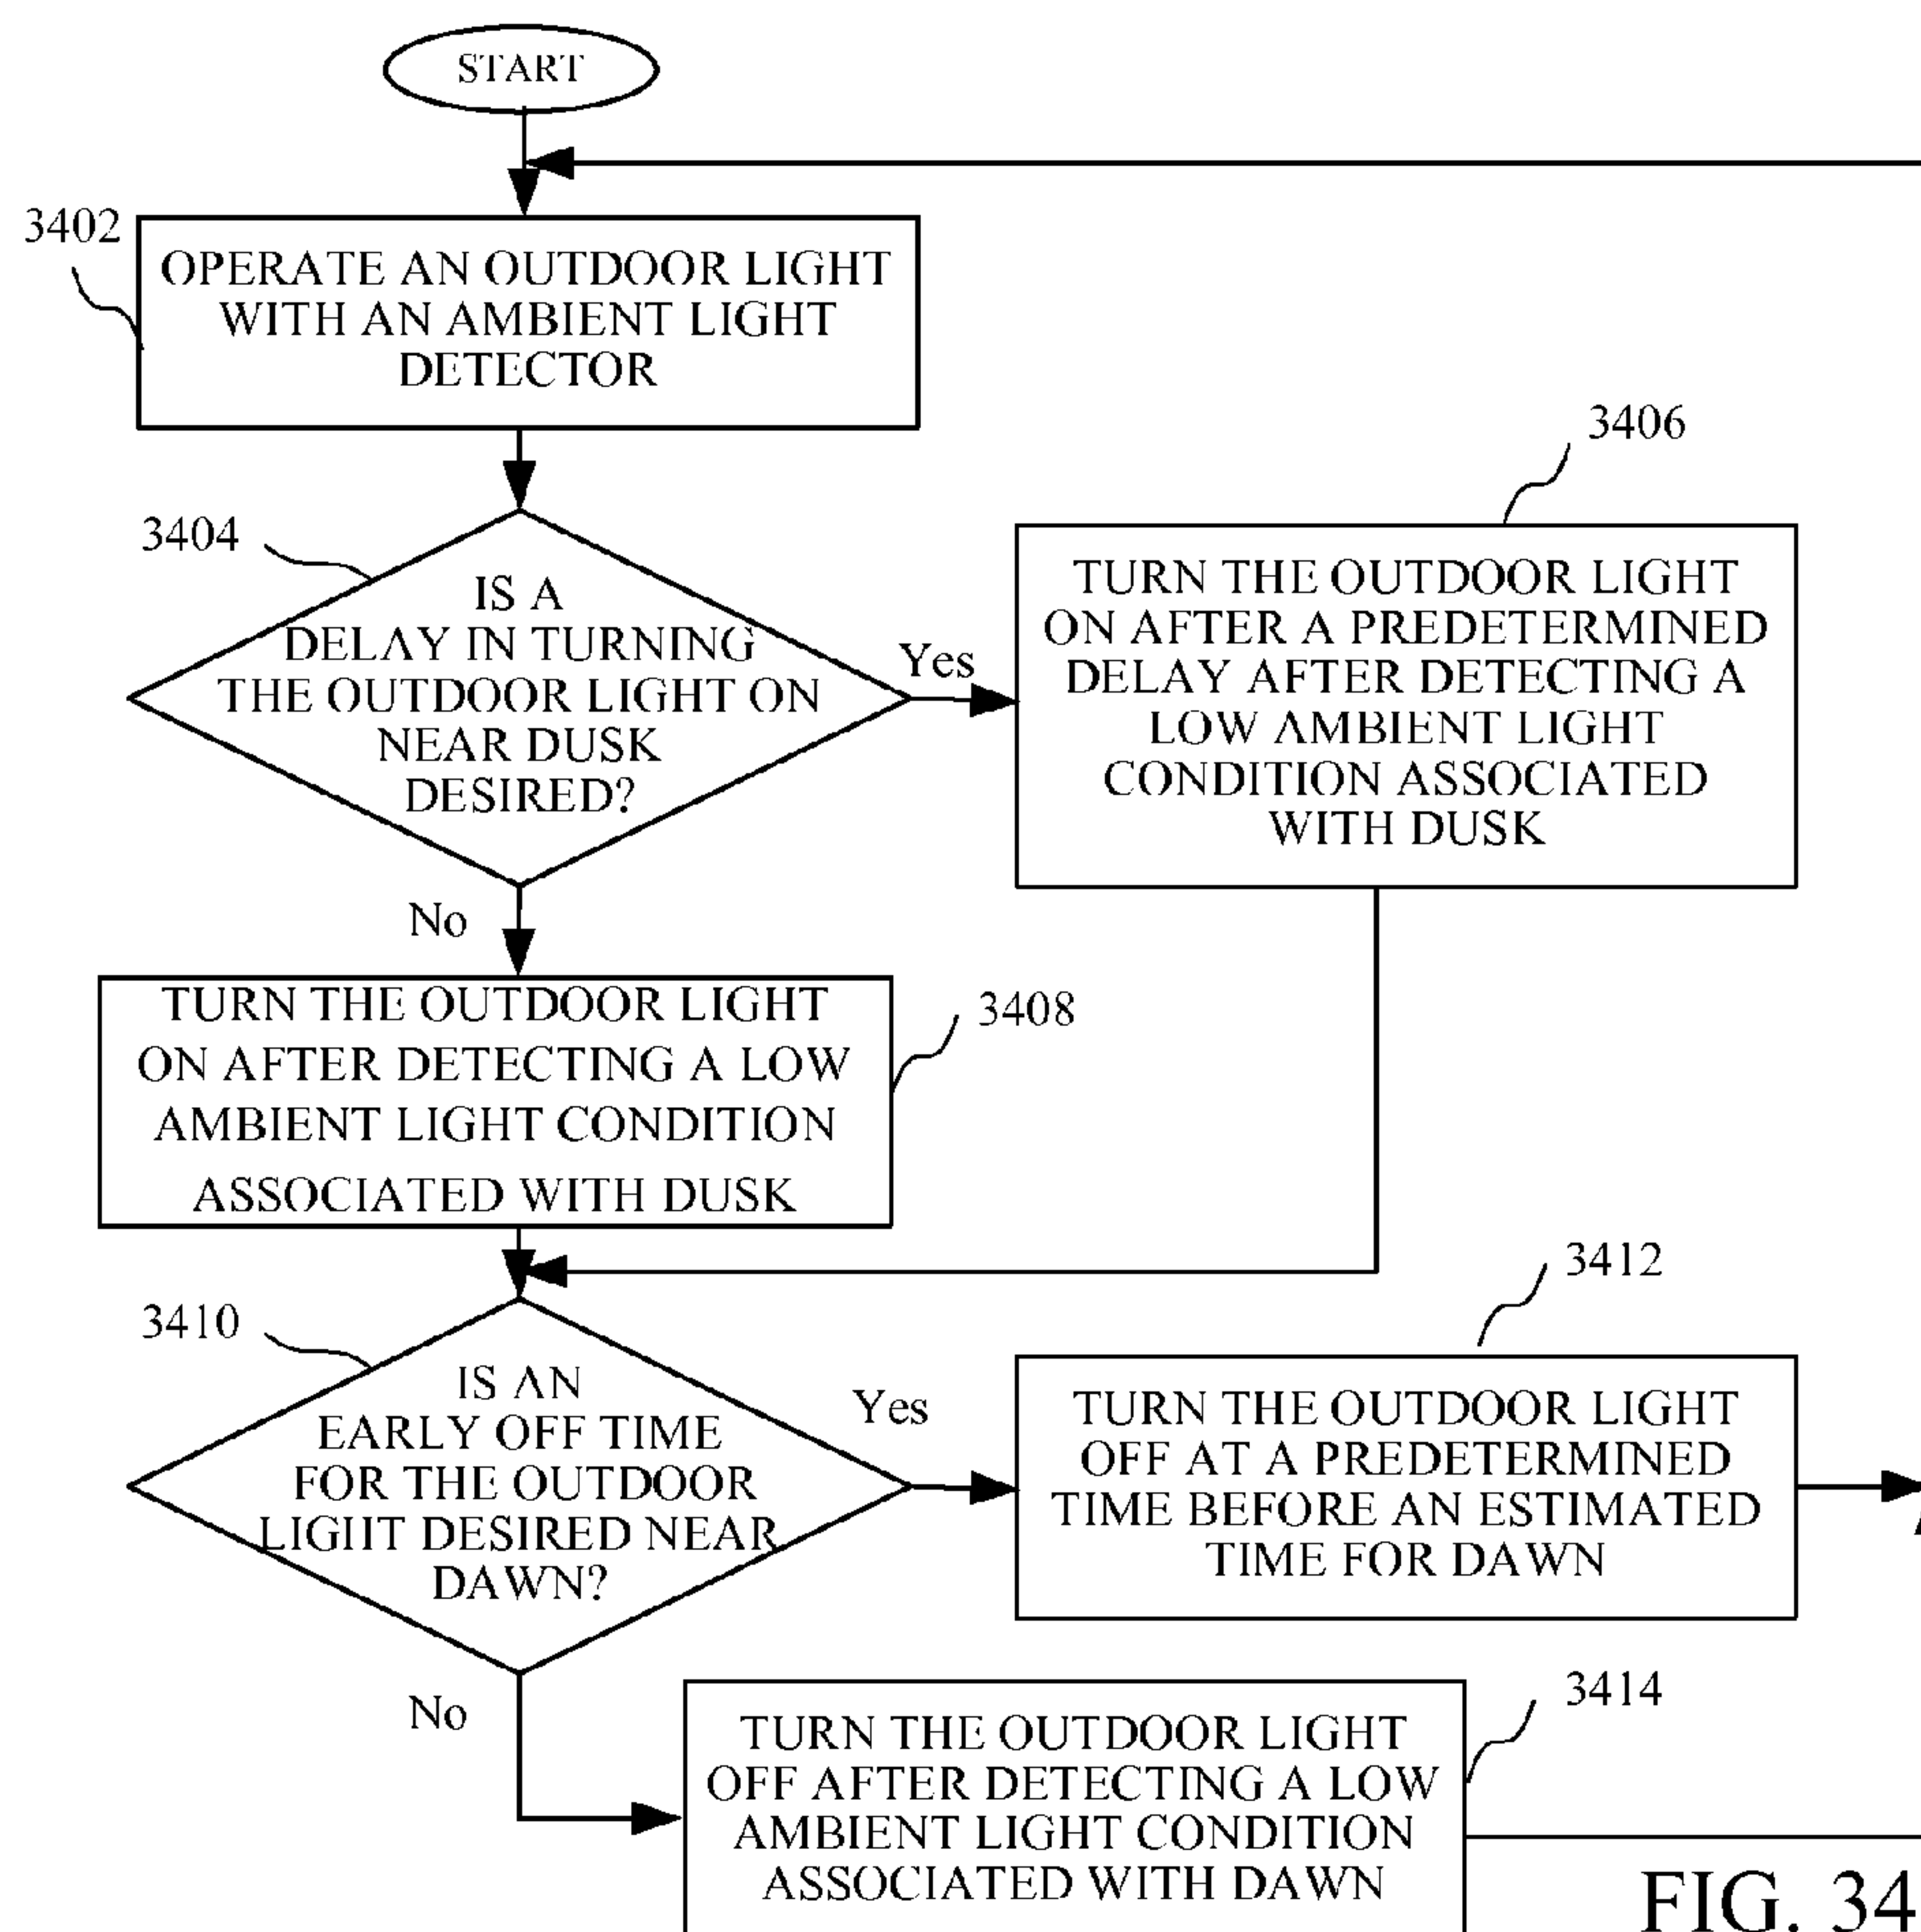 START
3402
OPERATE AN OUTDOOR LIGHT
WITH AN AMBIENT LIGHT
DETECTOR
3404
IS A
DELAY IN TURNING
THE OUTDOOR LIGHT ON
NEAR DUSK
DESIRED?
Yes
3406
TURN THE OUTDOOR LIGHT
ON AFTER A PREDETERMINED
DELAY AFTER DETECTING A
LOW AMBIENT LIGHT
CONDITION ASSOCIATED
WITH DUSK
No
TURN THE OUTDOOR LIGHT
ON AFTER DETECTING A LOW
AMBIENT LIGHT CONDITION
ASSOCIATED WITH DUSK
3408
3410
IS AN
EARLY OFF TIME
FOR THE OUTDOOR
LIGHT DESIRED NEAR
DAWN?
Yes
3412
TURN THE OUTDOOR LIGHT
OFF AT A PREDETERMINED
TIME BEFORE AN ESTIMATED
TIME FOR DAWN
No
3414
TURN THE OUTDOOR LIGHT
OFF AFTER DETECTING A LOW
AMBIENT LIGHT CONDITION
ASSOCIATED WITH DAWN
FIG. 34